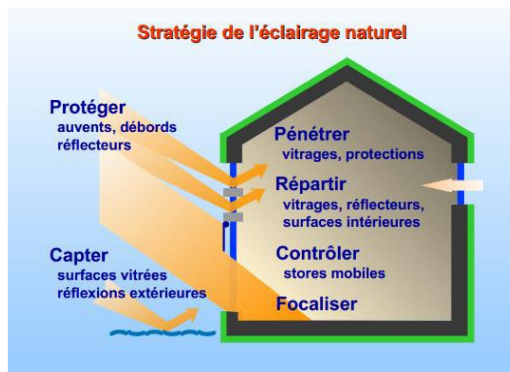 Stratégie de l'éclairage naturel
Protéger
auvents, débords
réflecteurs
Capter
surfaces vitrées
réflexions extérieures
Pénétrer
vitrages, protections
Répartir
vitrages, réflecteurs,
surfaces intérieures
Contrôler
stores mobiles
Focaliser